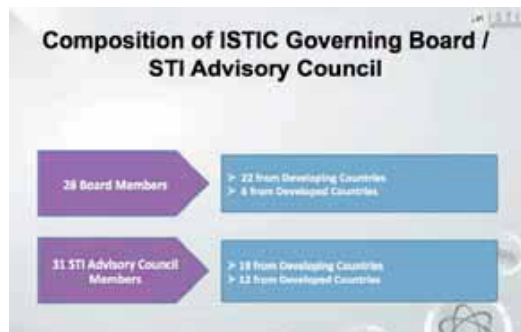 Composition of ISTIC Governing Board /
STI Advisory Council
28 Board Members
➢ 22 from Developing Countries
➢ 6 from Developed Countries
31 STI Advisory Council
Members
➢ 19 from Developing Countries
➢ 12 from Developed Countries